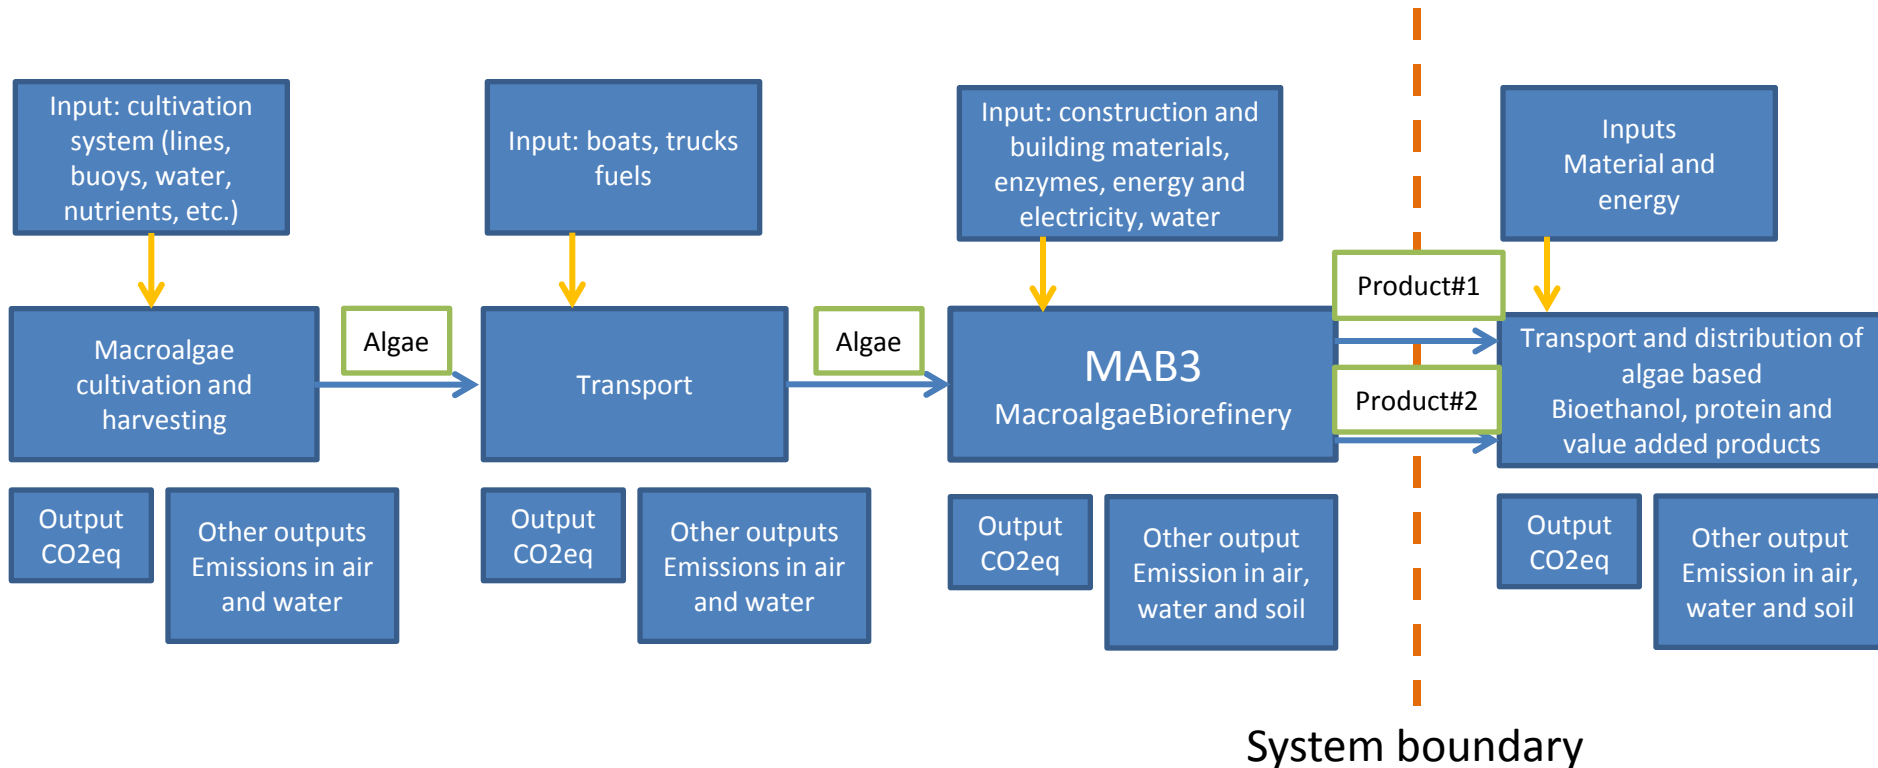 Input: cultivation
system (lines,
buoys, water,
nutrients, etc.)
Input: boats, trucks
fuels
Input: construction and
building materials,
enzymes, energy and
electricity, water
Inputs
Material and
energy
Macroalgae
cultivation and
harvesting
Algae
Transport
Algae
MAB3
MacroalgaeBiorefinery
Product#1
Product#2
Transport and distribution of
algae based
Bioethanol, protein and
value added products
Output
CO2eq
Other outputs
Emissions in air
and water
Output
CO2eq
Other outputs
Emissions in air
and water
Output
CO2eq
Other output
Emission in air,
water and soil
Output
CO2eq
Other output
Emission in air,
water and soil
System boundary